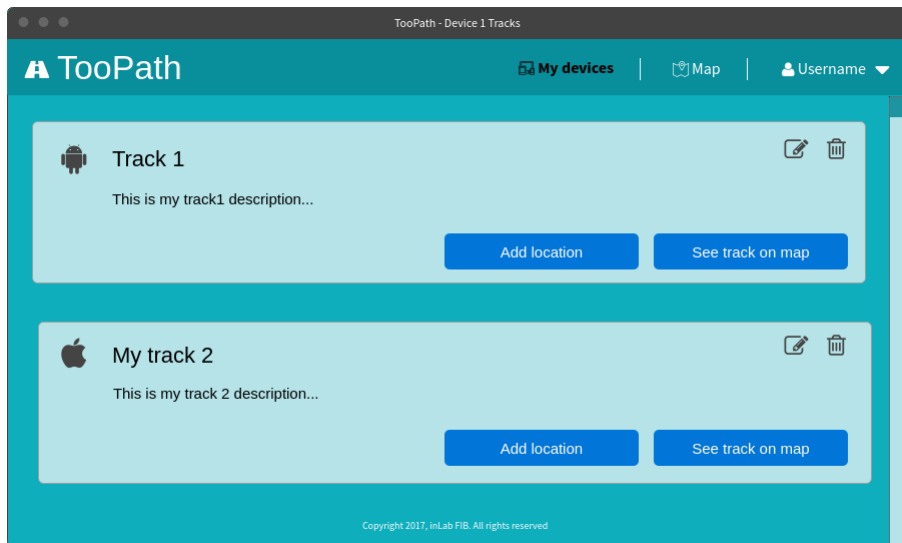 TooPath - Device 1 Tracks
TooPath
My devices
Map
Username
Track 1
This is my track1 description...
Add location
See track on map
My track 2
This is my track 2 description...
Add location
See track on map
Copyright 2017, inLab FIB. All rights reserved